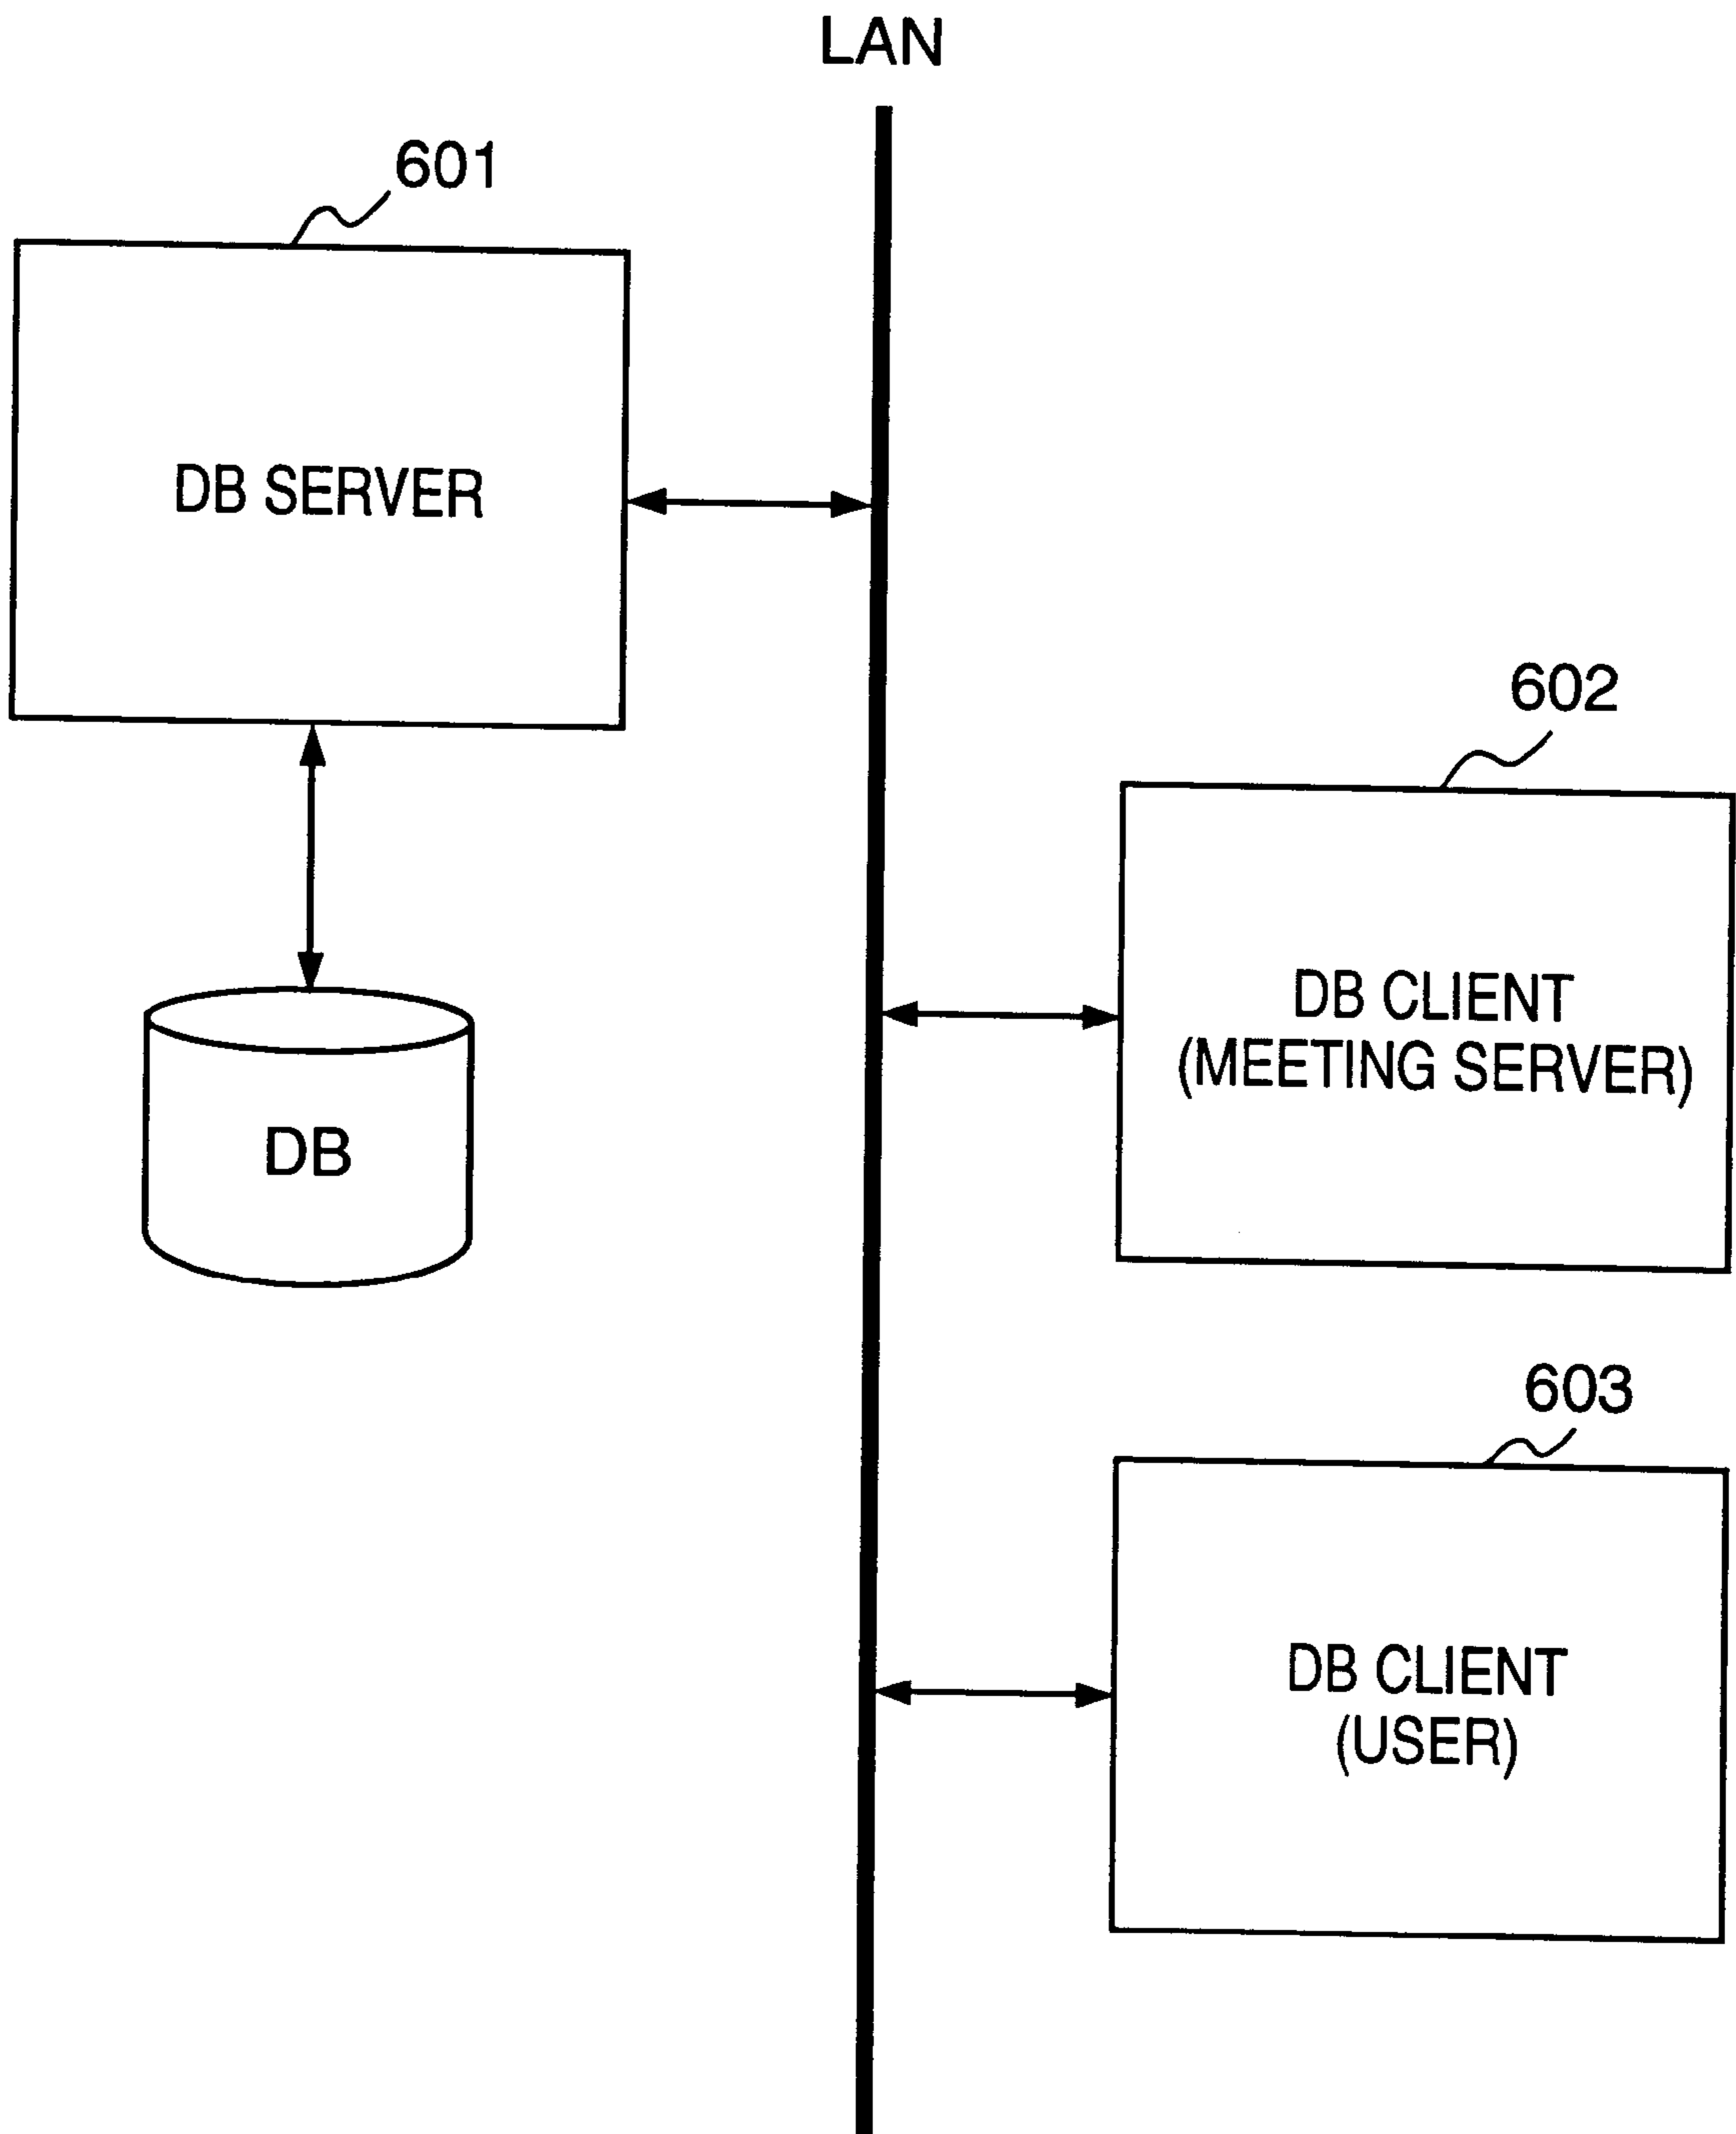 LAN
601
DB SERVER
602
DB CLIENT
(MEETING SERVER)
DB
603
DB CLIENT
(USER)